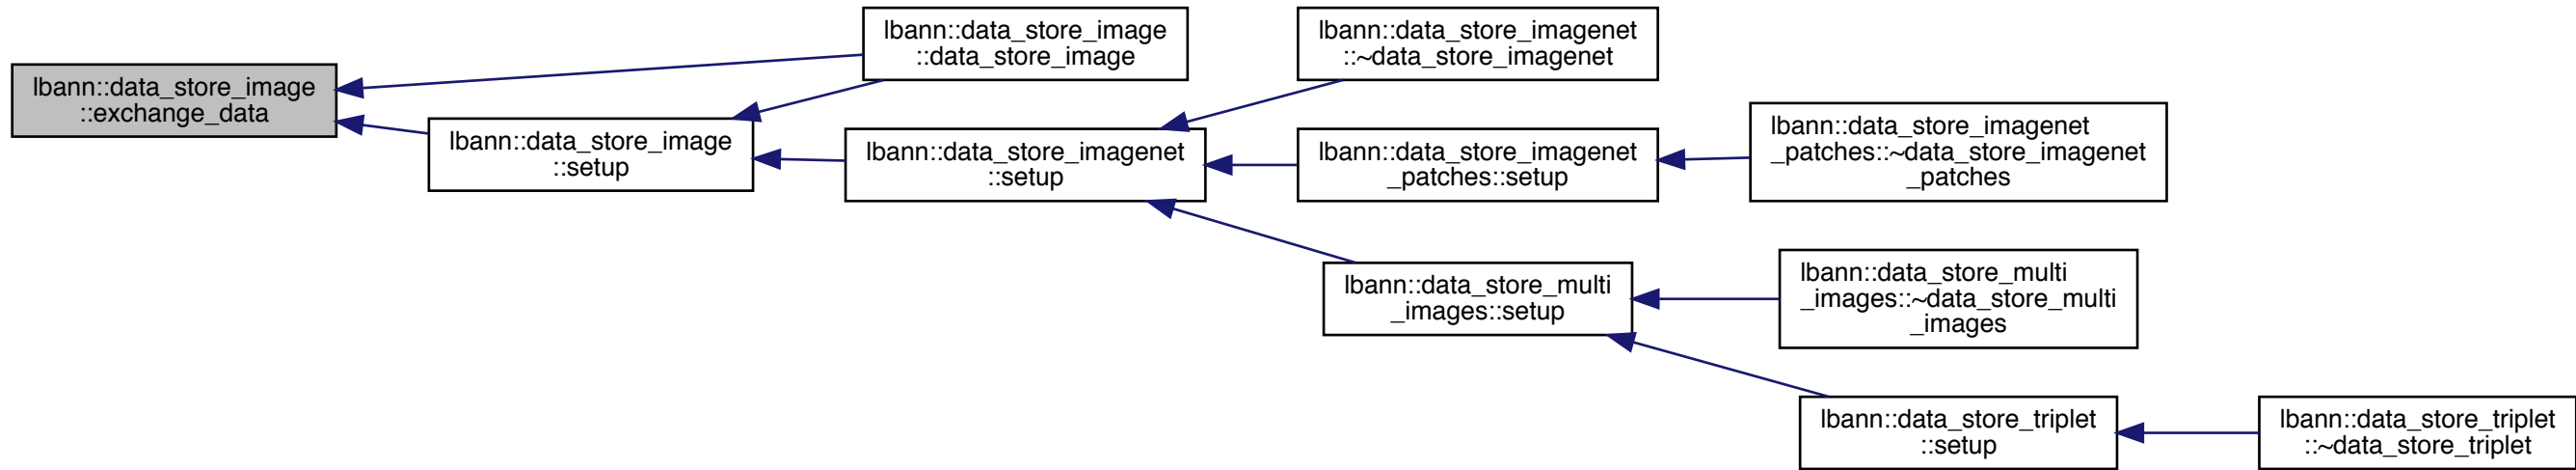 lbann::data_store_image
::exchange_data
lbann::data_store_image
::data_store_image
lbann::data_store_image
::setup
lbann::data_store_imagenet
::setup
lbann::data_store_imagenet
::~data_store_imagenet
lbann::data_store_imagenet
_patches::setup
lbann::data_store_imagenet
_patches::~data_store_imagenet
_patches
lbann::data_store_multi
_images::setup
lbann::data_store_multi
_images::~data_store_multi
_images
lbann::data_store_triplet
::setup
lbann::data_store_triplet
::~data_store_triplet